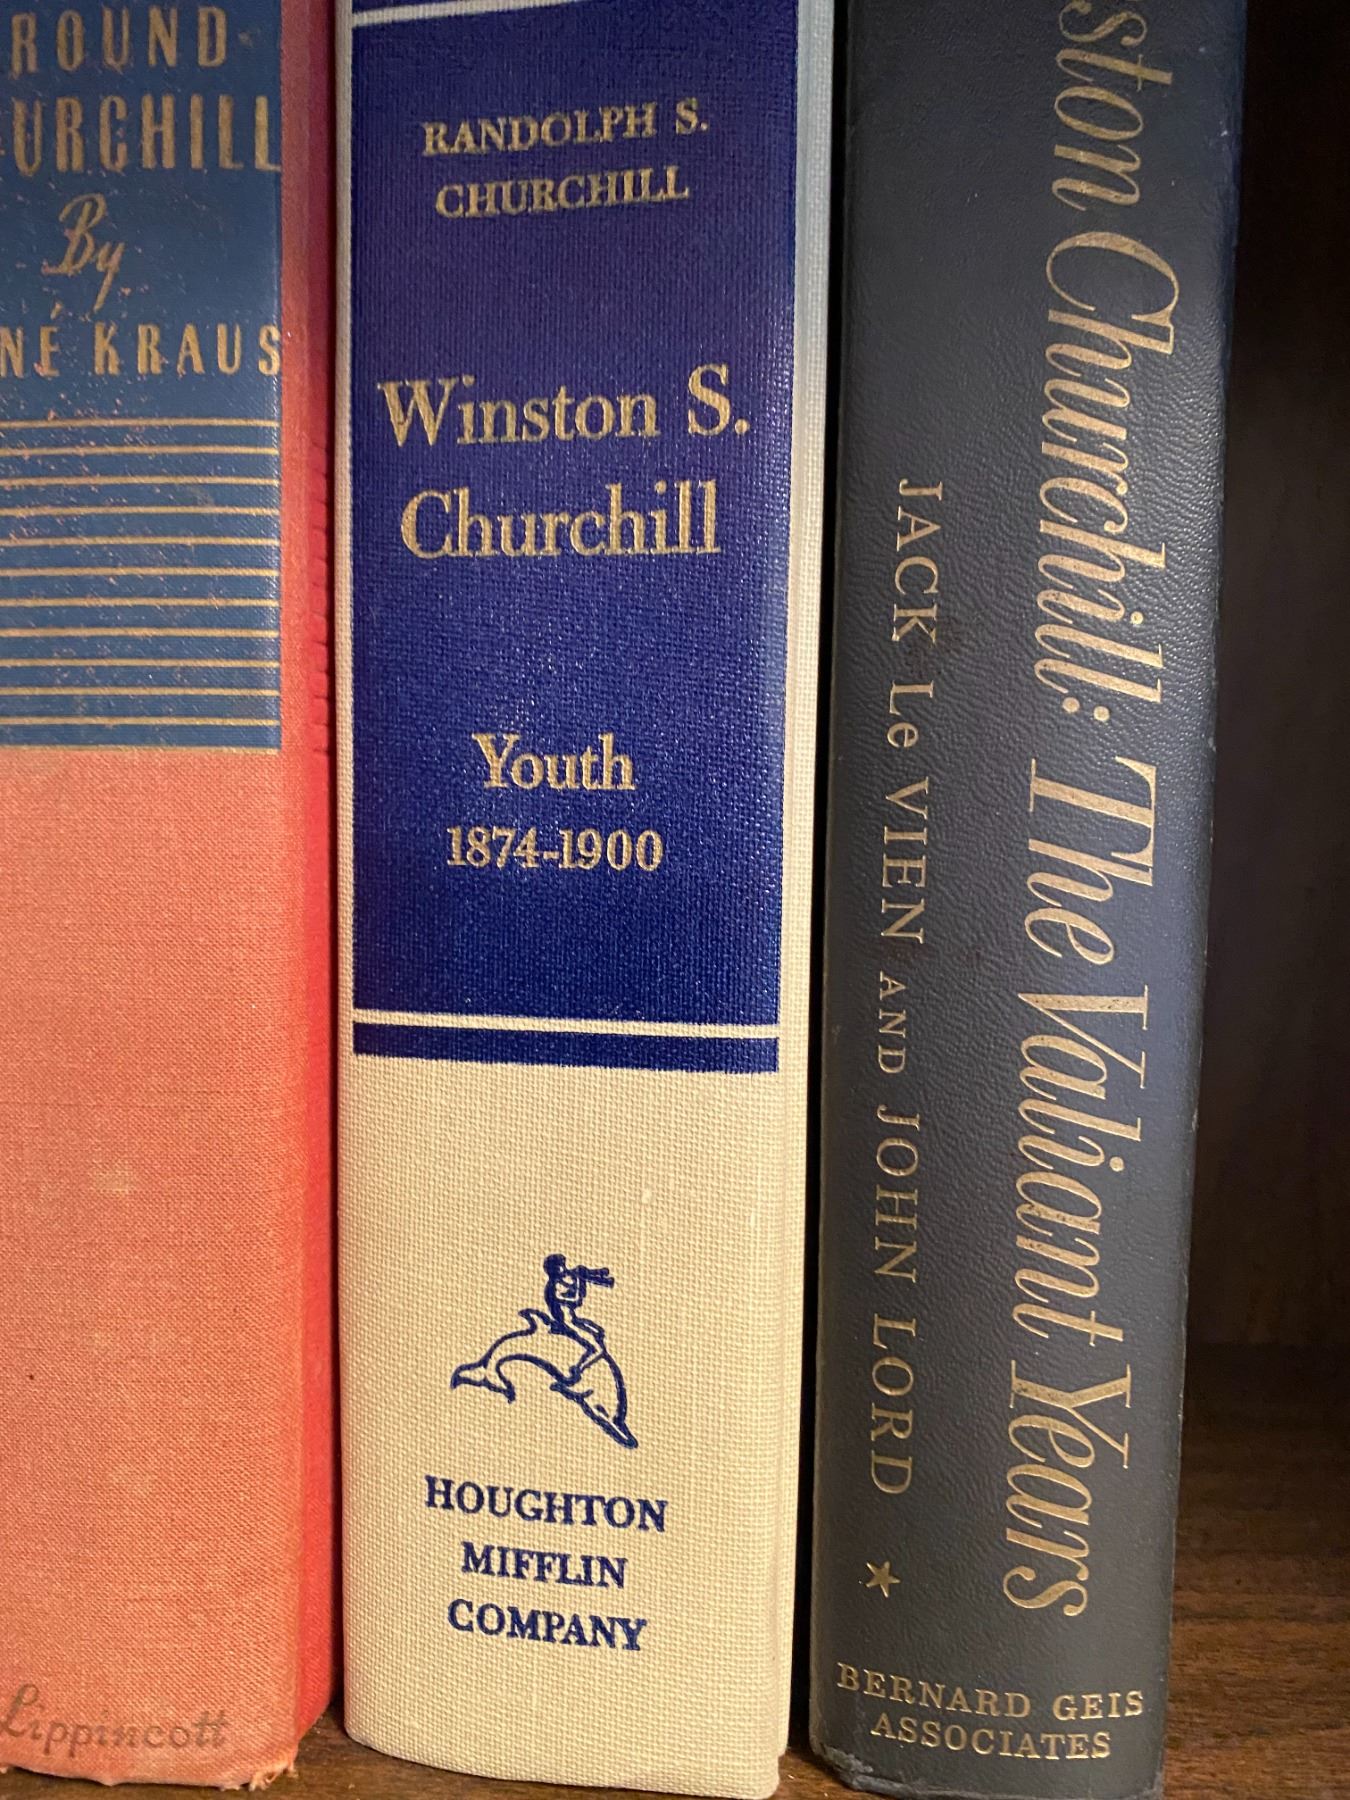 ROUND
URCHILL
By
NÉ KRAUS
Lippincott
RANDOLPH S.
CHURCHILL
Winston S.
Churchill
Youth
1874-1900
HOUGHTON
MIFFLIN
COMPANY
ston Churchill: The Valiant Years
JACK Le VIEN AND JOHN LORD
BERNARD GEIS
ASSOCIATES